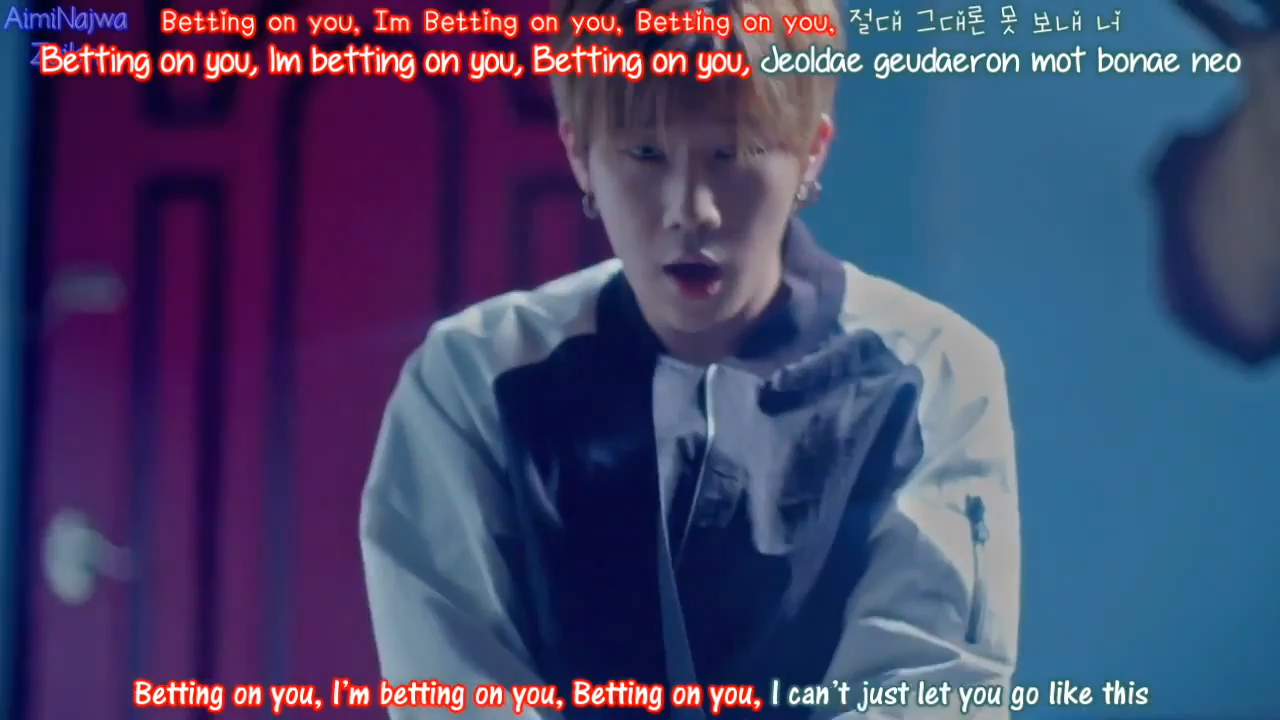 AimiNajwa
Betting on you, Im Betting on you, Betting on you, 절대 그대론 못 보내 너
Betting on you, Im betting on you, Betting on you, Jeoldae geudaeron mot bonae neo
Betting on you, I'm betting on you, Betting on you, I can't just let you go like this